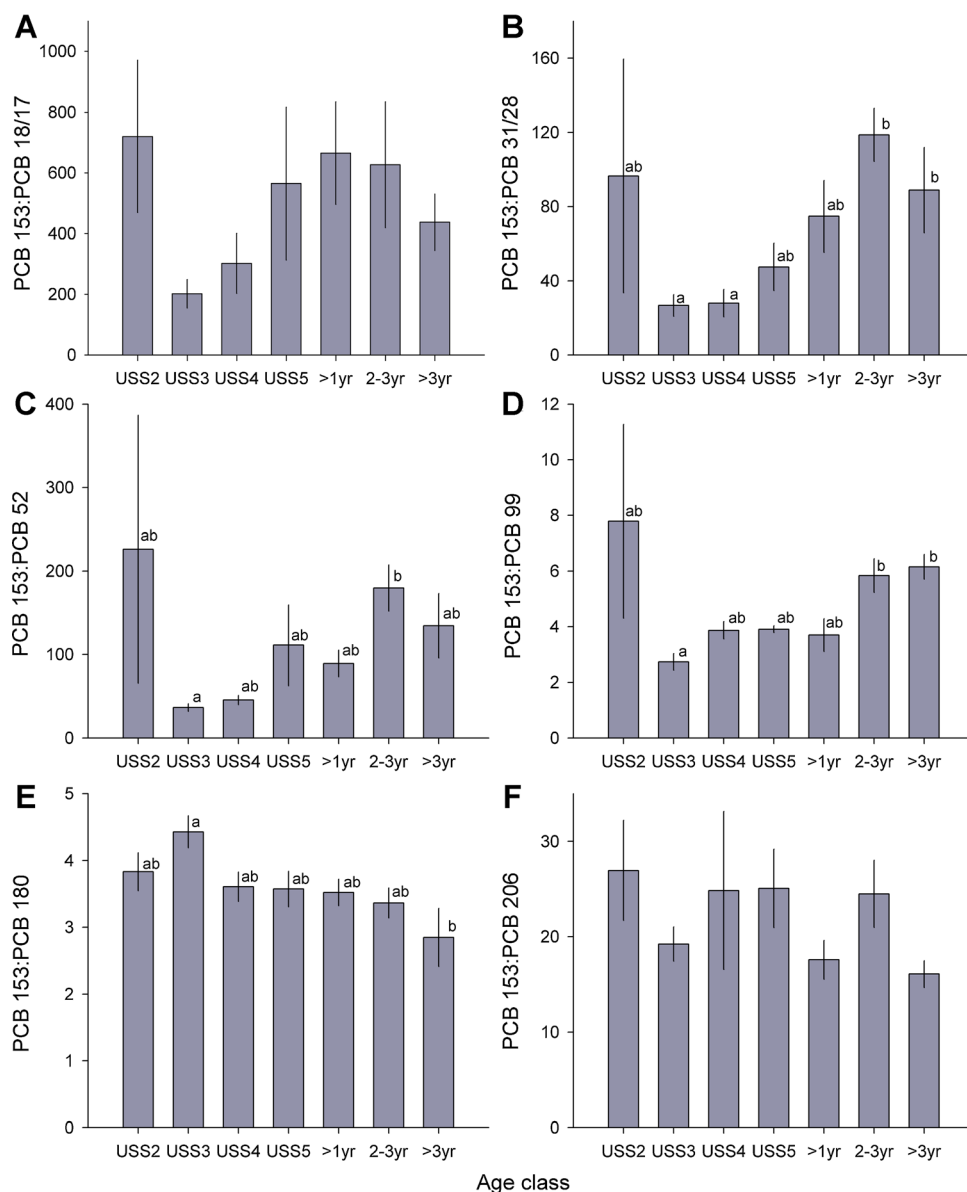 A
PCB 153:PCB 18/17
1000
800
600
400
200
0
USS2 USS3 USS4 USS5 >1yr 2-3yr >3yr
B
PCB 153:PCB 31/28
160
120
80
40
0
ab a a ab ab b b
USS2 USS3 USS4 USS5 >1yr 2-3yr >3yr
C
PCB 153:PCB 52
400
300
200
100
0
ab a ab ab ab b ab
USS2 USS3 USS4 USS5 >1yr 2-3yr >3yr
D
PCB 153:PCB 99
12
10
8
6
4
2
0
ab a ab ab ab b b
USS2 USS3 USS4 USS5 >1yr 2-3yr >3yr
E
PCB 153:PCB 180
5
4
3
2
1
0
ab a ab ab ab ab b
USS2 USS3 USS4 USS5 >1yr 2-3yr >3yr
F
PCB 153:PCB 206
30
20
10
0
USS2 USS3 USS4 USS5 >1yr 2-3yr >3yr
Age class